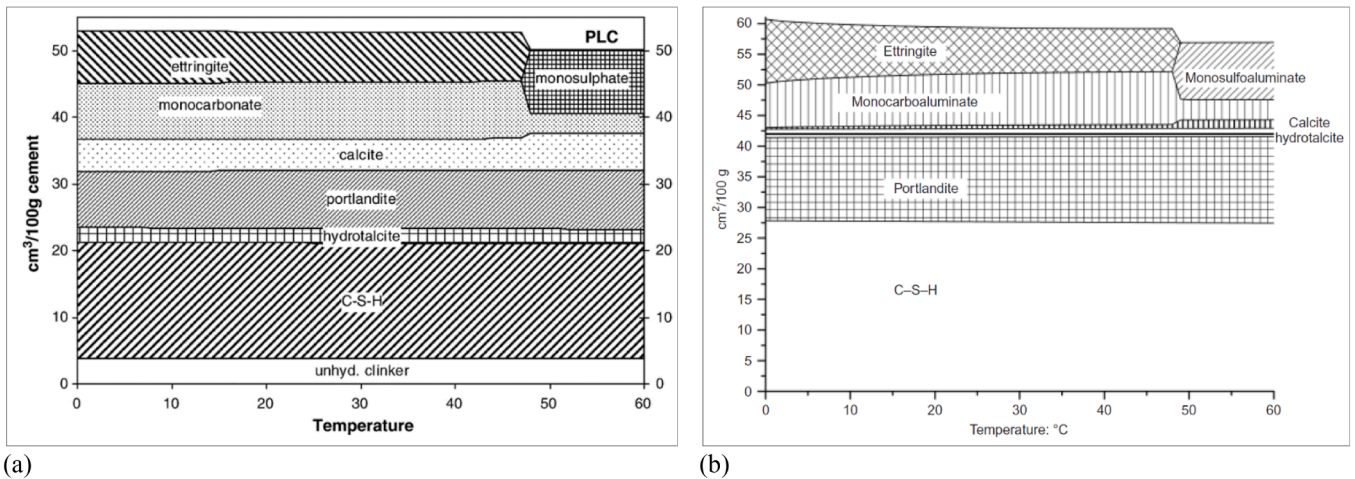 PLC
50
40
30
20
10
0
cm³/100g cement
ettringite
monocarbonate
calcite
portlandite
hydrotalcite
C-S-H
unhyd. clinker
monosulphate
50
40
30
20
10
0
0 10 20 30 40 50 60
Temperature
(a)
60
55
50
45
40
35
30
25
20
15
10
5
0
cm²/100 g
Ettringite
Monocarboaluminate
Portlandite
C–S–H
Monosulfoaluminate
Calcite
hydrotalcite
0 10 20 30 40 50 60
Temperature: °C
(b)